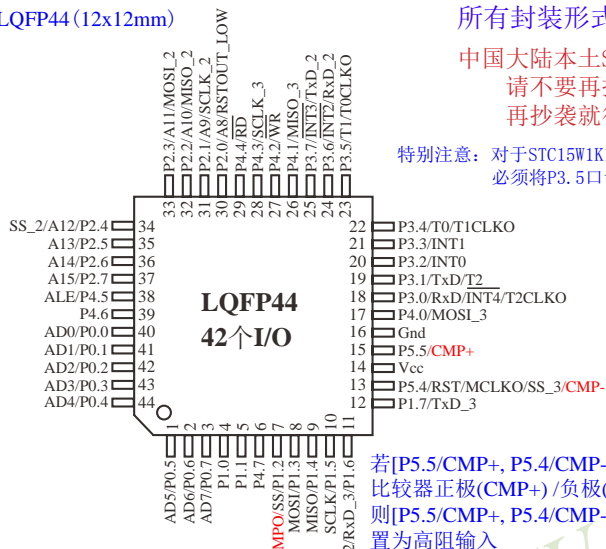 LQFP44(12x12mm)
所有封装形式
中国大陆本土S
请不要再
再抄袭就
特别注意：对于STC15W1K
必须将P3.5口
P2.3/A11/MOSI_2
P2.2/A10/MISO_2
P2.1/A9/SCLK_2
P2.0/A8/RSTOUT_LOW
P4.4/RD
P4.3/SCLK_3
P4.2/WR
P4.1/MISO_3
P3.7/INT3/TxD_2
P3.6/INT2/RxD_2
P3.5/T1/T0CLKO
33
32
31
30
29
28
27
26
25
24
23
SS_2/A12/P2.4 34
A13/P2.5 35
A14/P2.6 36
A15/P2.7 37
ALE/P4.5 38
P4.6 39
AD0/P0.0 40
AD1/P0.1 41
AD2/P0.2 42
AD3/P0.3 43
AD4/P0.4 44
LQFP44
42个I/O
22 P3.4/T0/T1CLKO
21 P3.3/INT1
20 P3.2/INT0
19 P3.1/TxD/T2
18 P3.0/RxD/INT4/T2CLKO
17 P4.0/MOSI_3
16 Gnd
15 P5.5/CMP+
14 Vcc
13 P5.4/RST/MCLKO/SS_3/CMP-
12 P1.7/TxD_3
1
2
3
4
5
6
7
8
9
10
11
AD5/P0.5
AD6/P0.6
AD7/P0.7
P1.0
P1.1
P4.7
MPO/SS/P1.2
MOSI/P1.3
MISO/P1.4
SCLK/P1.5
2/RxD_3/P1.6
若[P5.5/CMP+, P5.4/CMP-
比较器正极(CMP+) /负极(
则[P5.5/CMP+, P5.4/CMP-
置为高阻输入